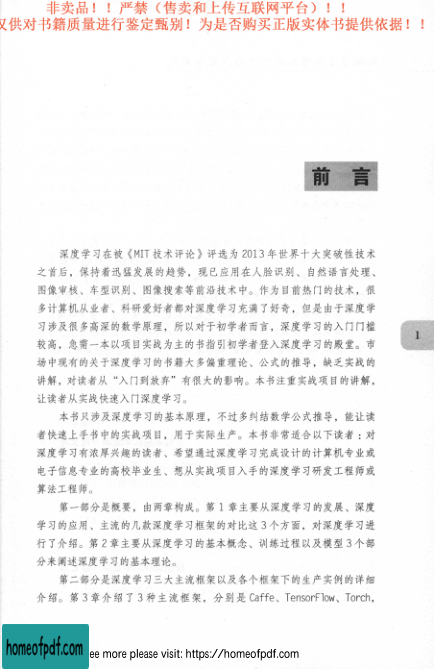 非卖品！！严禁（售卖和上传互联网平台）！！
仅供对书籍质量进行鉴定甄别！为是否购买正版实体书提供依据！！
前 言
深度学习在被《MIT 技术评论》评选为 2013 年世界十大突破性技术
之首后，保持着迅猛发展的趋势，现已应用在人脸识别、自然语言处理、
图像审核、车型识别、图像搜索等前沿技术中。作为目前热门的技术，很
多计算机从业者、科研爱好者都对深度学习充满了好奇，但是由于深度学
习涉及很多高深的数学原理，所以对于初学者而言，深度学习的入门门槛
较高，急需一本以项目实战为主的书指引初学者登入深度学习的殿堂。市
1
场中现有的关于深度学习的书籍大多偏重理论、公式的推导，缺乏实战的
讲解，对读者从“入门到放弃”有很大的影响。本书注重实战项目的讲解，
让读者从实战快速入门深度学习。
本书只涉及深度学习的基本原理，不过多纠结数学公式推导，能让读
者快速上手书中的实战项目，用于实际生产。本书非常适合以下读者：对
深度学习有浓厚兴趣的读者、希望通过深度学习完成设计的计算机专业或
电子信息专业的高校毕业生、想从实战项目入手的深度学习研发工程师或
算法工程师。
第一部分是概要，由两章构成。第 1 章主要从深度学习的发展、深度
学习的应用、主流的几款深度学习框架的对比这 3 个方面，对深度学习进
行了介绍。第 2 章主要从深度学习的基本概念、训练过程以及模型 3 个部
分来阐述深度学习的基本理论。
第二部分是深度学习三大主流框架以及各个框架下的生产实例的详细
介绍。第 3 章介绍了 3 种主流框架，分别是 Caffe、TensorFlow、Torch，
homeofpdf.com
ee more please visit: https://homeofpdf.com